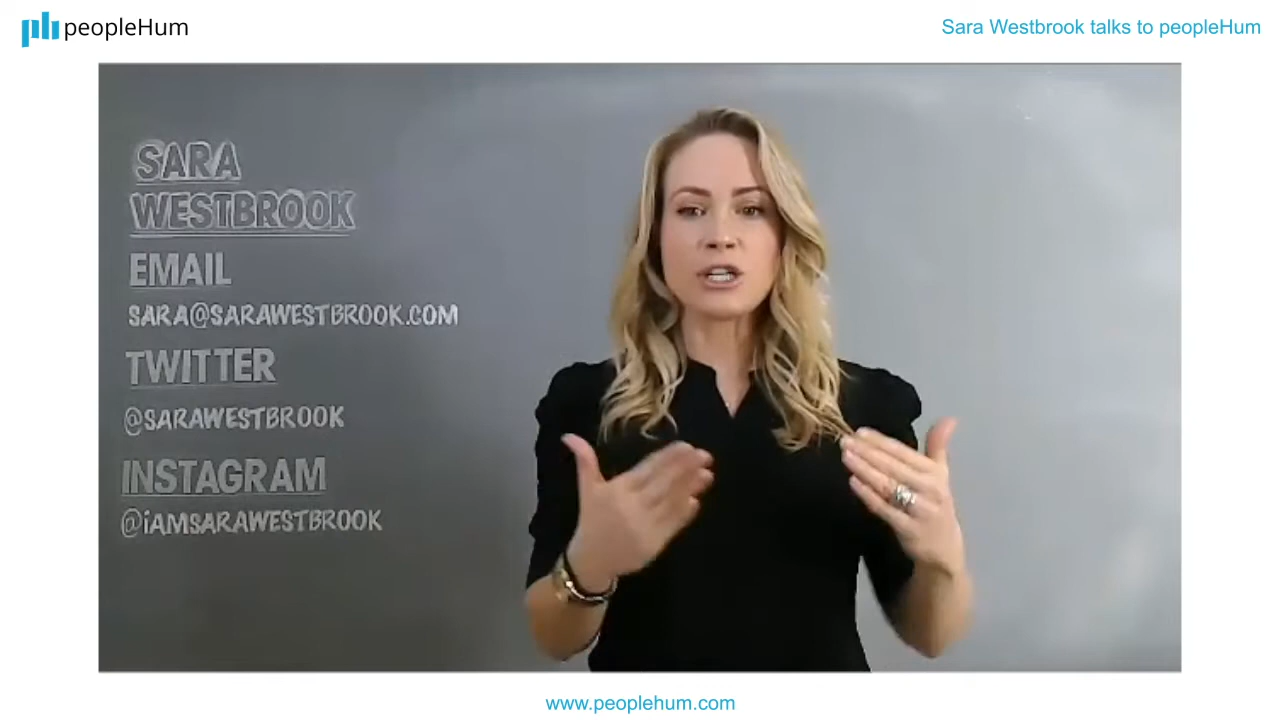 peopleHum
Sara Westbrook talks to peopleHum
SARA
WESTBROOK
EMAIL
SARA@SARAWESTBROOK.COM
TWITTER
@SARAWESTBROOK
INSTAGRAM
@iAMSARAWESTBROOK
www.peoplehum.com